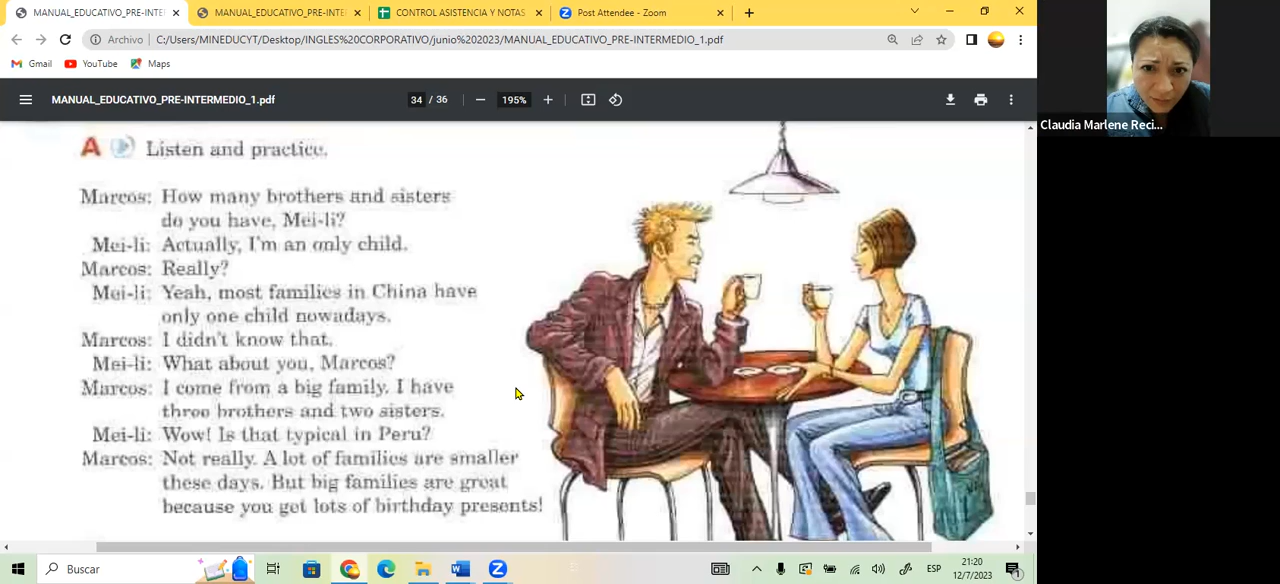 MANUAL_EDUCATIVO_PRE-INTER
MANUAL_EDUCATIVO_PRE-INTERM
CONTROL ASISTENCIA Y NOTAS
Post Attendee - Zoom
Archivo
C:/Users/MINEDUCYT/Desktop/INGLES%20CORPORATIVO/junio%202023/MANUAL_EDUCATIVO_PRE-INTERMEDIO_1.pdf
Gmail
YouTube
Maps
MANUAL_EDUCATIVO_PRE-INTERMEDIO_1.pdf
34 / 36
195%
Claudia Marlene Reci...
A Listen and practice.
Marcos: How many brothers and sisters
do you have, Mei-li?
Mei-li: Actually, I'm an only child.
Marcos: Really?
Mei-li: Yeah, most families in China have
only one child nowadays.
Marcos: I didn't know that.
Mei-li: What about you, Marcos?
Marcos: I come from a big family. I have
three brothers and two sisters.
Mei-li: Wow! Is that typical in Peru?
Marcos: Not really. A lot of families are smaller
these days. But big families are great
because you get lots of birthday presents!
Buscar
ESP
21:20
12/7/2023
1